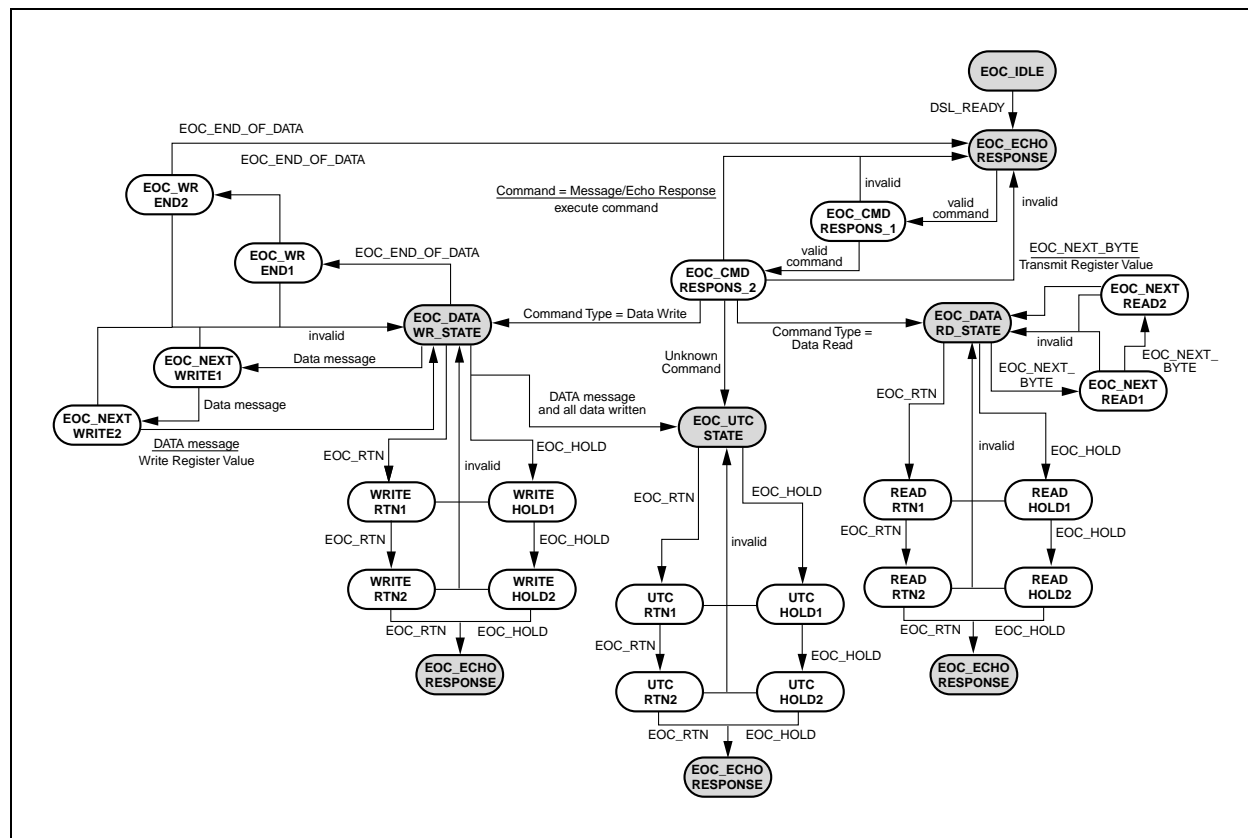 EOC_IDLE
DSL_READY
EOC_END_OF_DATA
EOC_ECHO
RESPONSE
EOC_END_OF_DATA
EOC_WR
END2
Command = Message/Echo Response
execute command
invalid
valid
command
invalid
EOC_CMD
RESPONS_1
EOC_WR
END1
EOC_END_OF_DATA
valid
command
EOC_NEXT_BYTE
Transmit Register Value
EOC_CMD
RESPONS_2
EOC_NEXT
READ2
EOC_DATA
WR_STATE
Command Type = Data Write
EOC_DATA
RD_STATE
invalid
Command Type =
Data Read
invalid
EOC_NEXT
WRITE1
Data message
Unknown
Command
EOC_NEXT_
BYTE
EOC_NEXT_
BYTE
EOC_NEXT
READ1
Data message
DATA message
and all data written
EOC_RTN
EOC_NEXT
WRITE2
EOC_UTC
STATE
DATA message
Write Register Value
EOC_RTN
EOC_HOLD
EOC_HOLD
invalid
EOC_RTN
EOC_HOLD
invalid
WRITE
RTN1
WRITE
HOLD1
READ
RTN1
READ
HOLD1
EOC_RTN
EOC_HOLD
invalid
EOC_RTN
EOC_HOLD
WRITE
RTN2
WRITE
HOLD2
READ
RTN2
READ
HOLD2
UTC
RTN1
UTC
HOLD1
EOC_RTN
EOC_HOLD
EOC_RTN
EOC_HOLD
EOC_RTN
EOC_HOLD
EOC_ECHO
RESPONSE
EOC_ECHO
RESPONSE
UTC
RTN2
UTC
HOLD2
EOC_RTN
EOC_HOLD
EOC_ECHO
RESPONSE